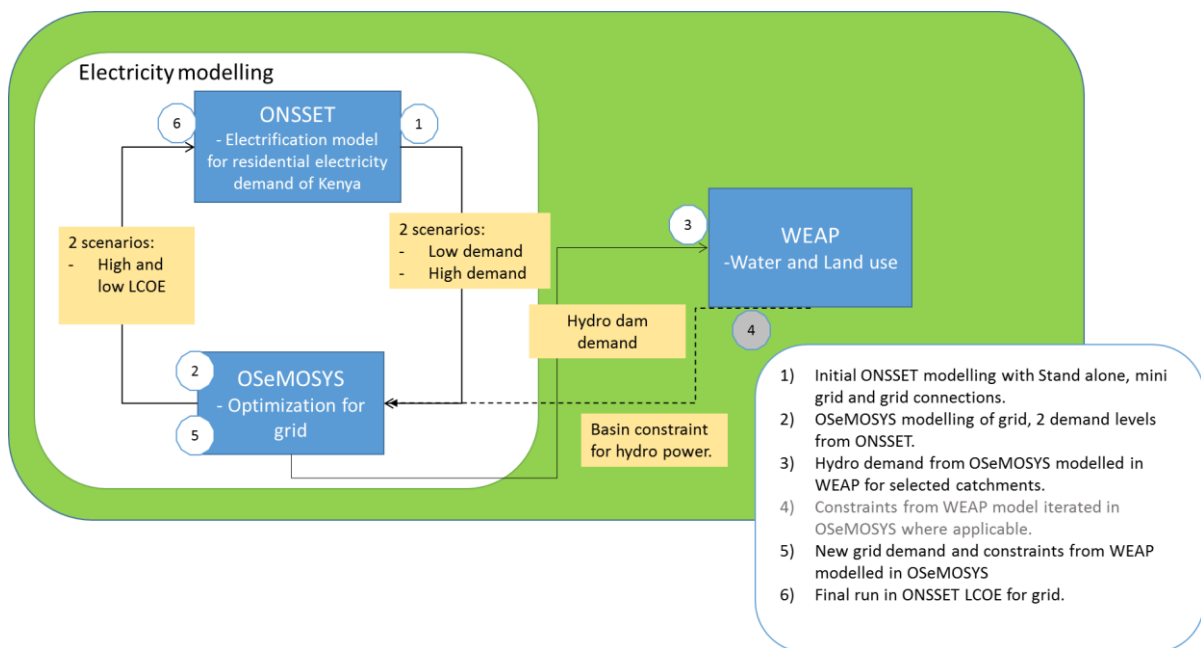 Electricity modelling
6
ONSSET
- Electrification model
for residential electricity
demand of Kenya
1
2 scenarios:
- High and
low LCOE
2 scenarios:
- Low demand
- High demand
3
WEAP
-Water and Land use
4
Hydro dam
demand
2
OSeMOSYS
- Optimization for
grid
5
Basin constraint
for hydro power.
1) Initial ONSSET modelling with Stand alone, mini
grid and grid connections.
2) OSeMOSYS modelling of grid, 2 demand levels
from ONSSET.
3) Hydro demand from OSeMOSYS modelled in
WEAP for selected catchments.
4) Constraints from WEAP model iterated in
OSeMOSYS where applicable.
5) New grid demand and constraints from WEAP
modelled in OSeMOSYS
6) Final run in ONSSET LCOE for grid.